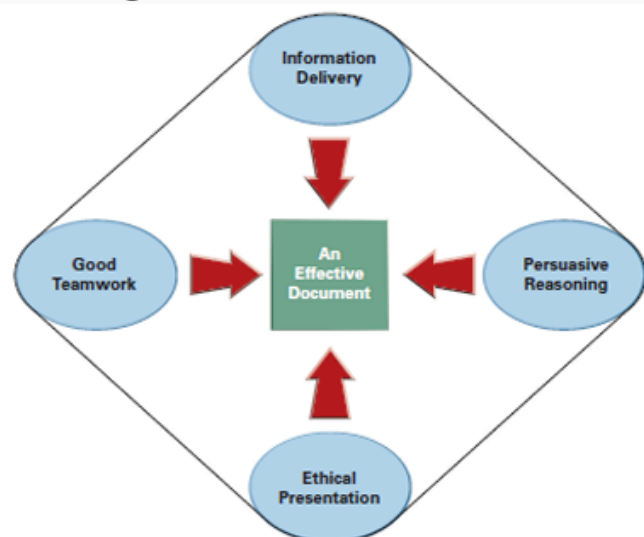 Information
Delivery
Good
Teamwork
An
Effective
Document
Persuasive
Reasoning
Ethical
Presentation